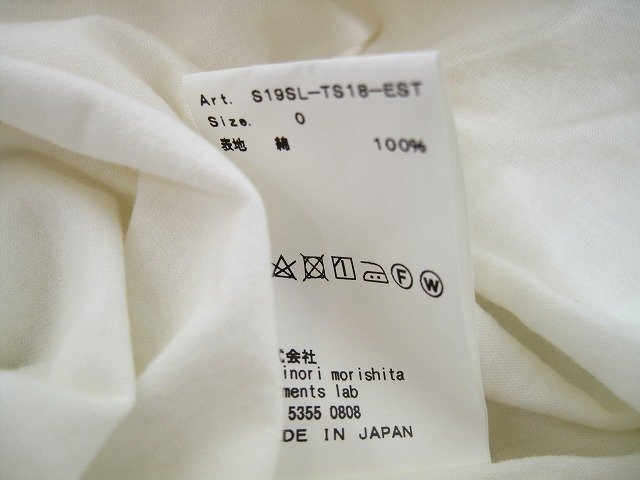 Art. S19SL-TS18-EST
Size. 0
表地 綿 100%
F W
会社
inori morishita
ments lab
5355 0808
DE IN JAPAN